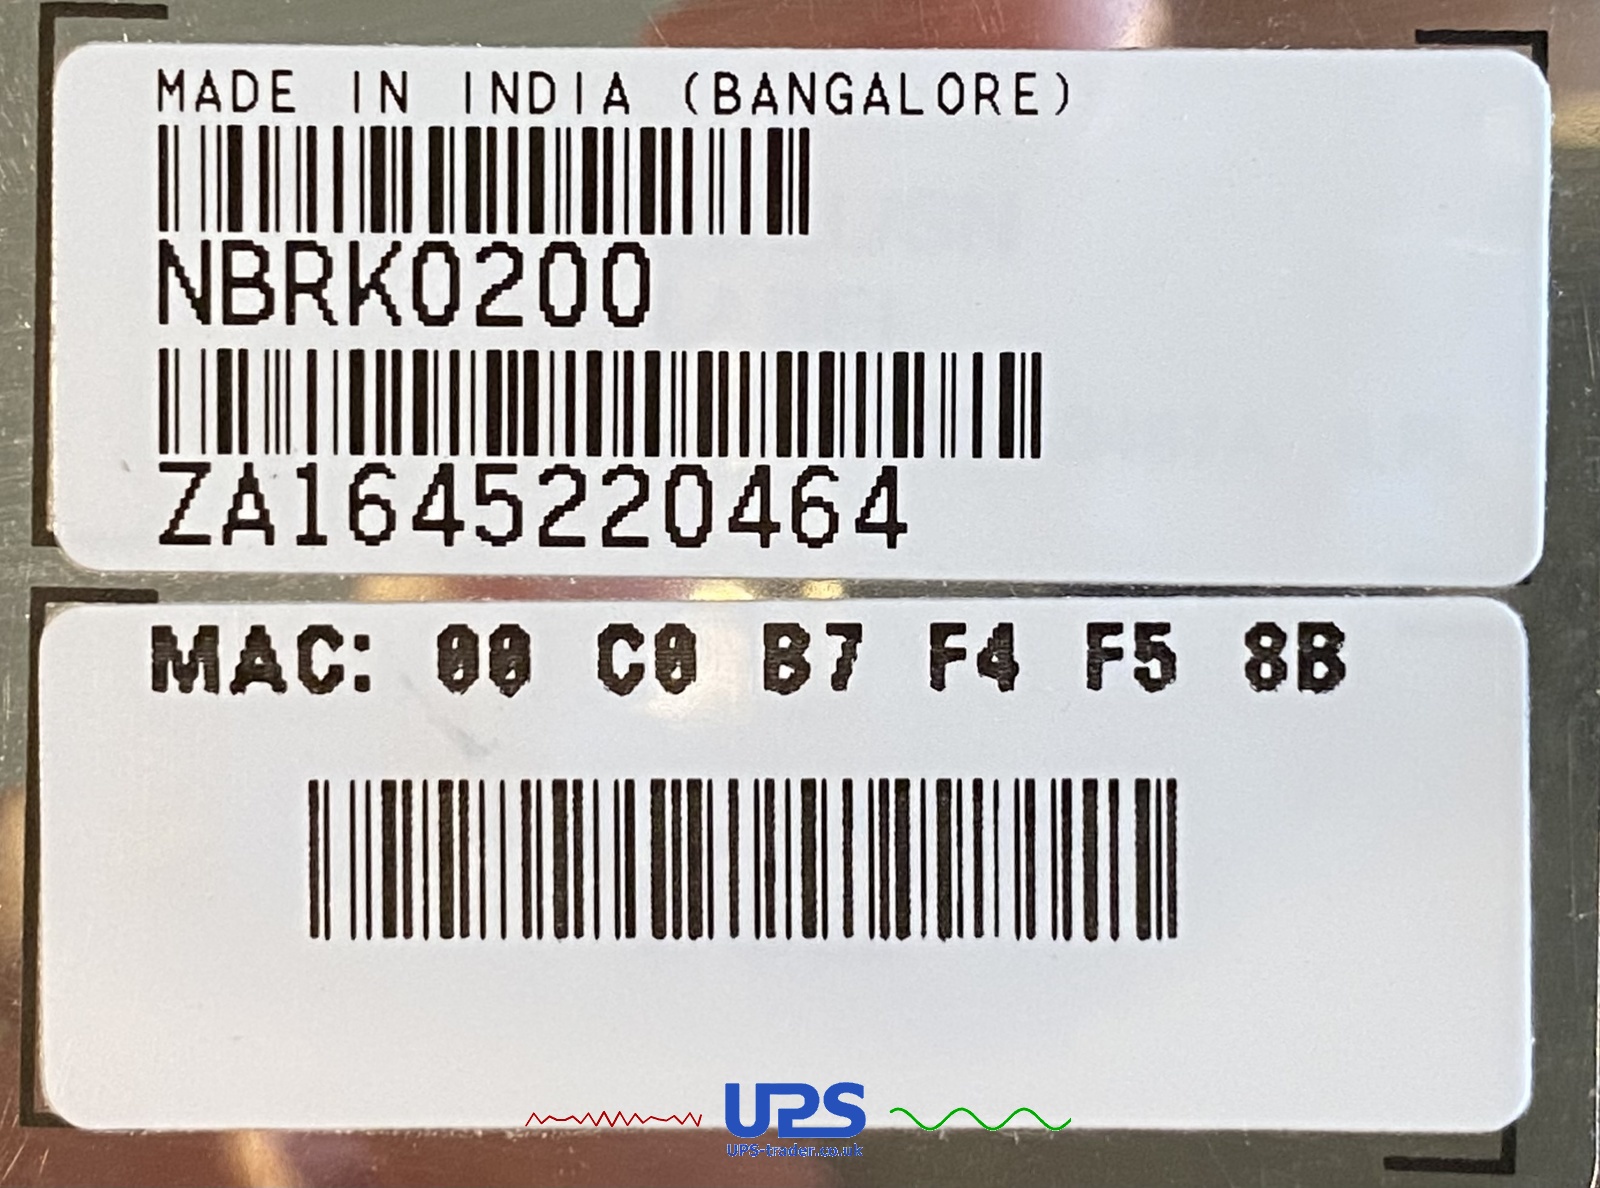 MADE IN INDIA (BANGALORE)
NBRK0200
ZA1645220464
MAC: 00 C0 B7 F4 F5 8B
UPS
UPS-trader.co.uk